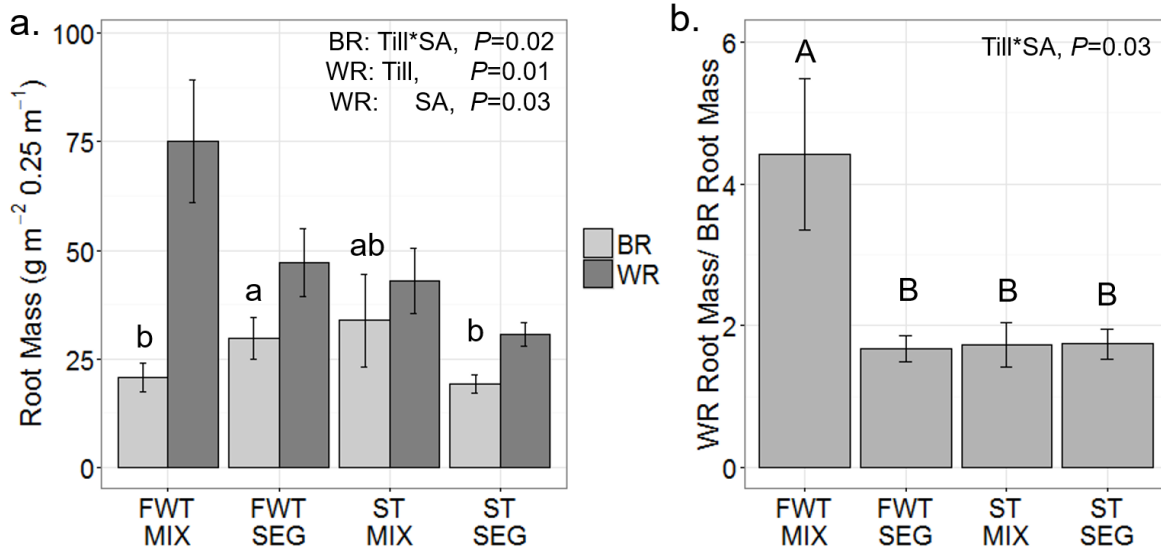 a.
BR: Till*SA, P=0.02
WR: Till, P=0.01
WR: SA, P=0.03
Root Mass (g m⁻² 0.25 m⁻¹)
100
75
50
25
0
b
a
ab
b
FWT MIX
FWT SEG
ST MIX
ST SEG
BR
WR
b.
Till*SA, P=0.03
WR Root Mass/ BR Root Mass
6
4
2
0
A
B
B
B
FWT MIX
FWT SEG
ST MIX
ST SEG